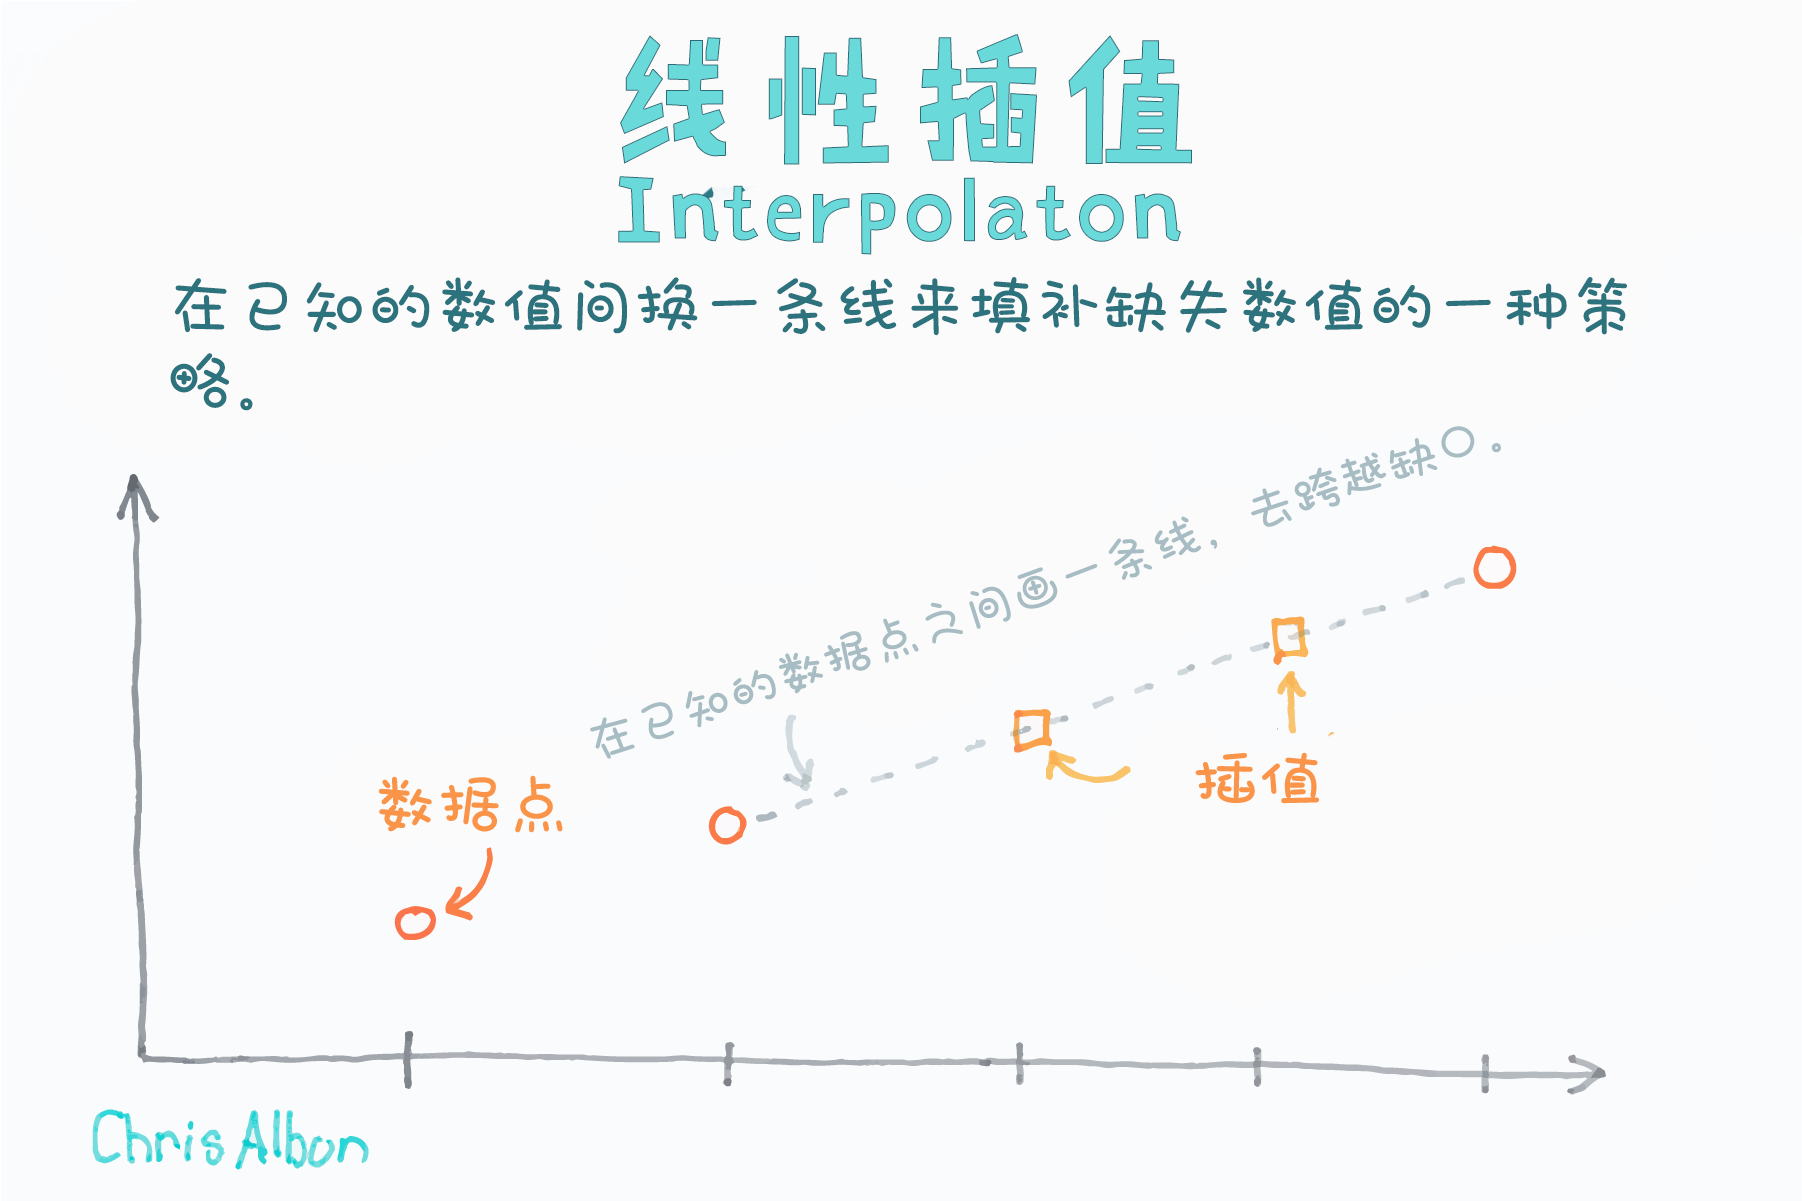 线性插值
Interpolaton
在已知的数值间换一条线来填补缺失数值的一种策
略。
在已知的数据点之间画一条线，去跨越缺口.
数据点
插值
Chris Albon